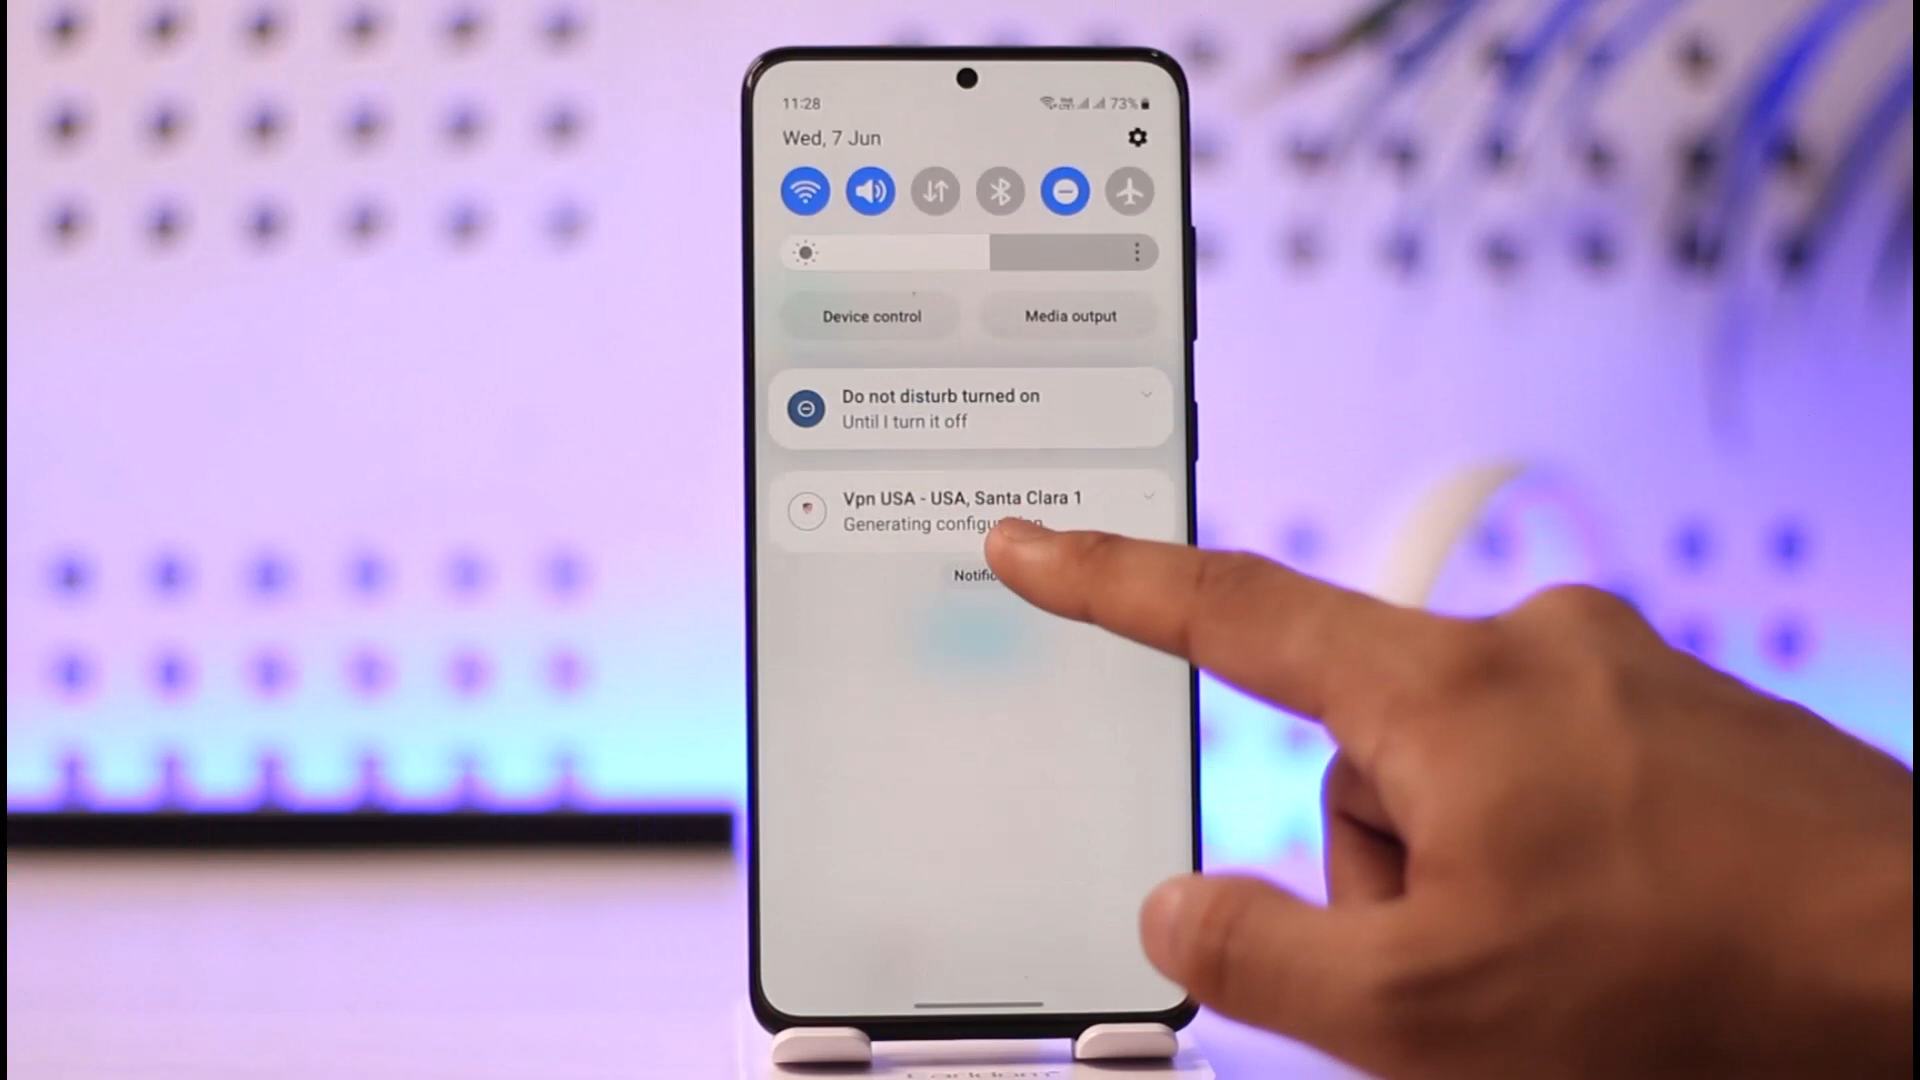 11:28
73%
Wed, 7 Jun
Device control
Media output
Do not disturb turned on
Until I turn it off
Vpn USA - USA, Santa Clara 1
Generating